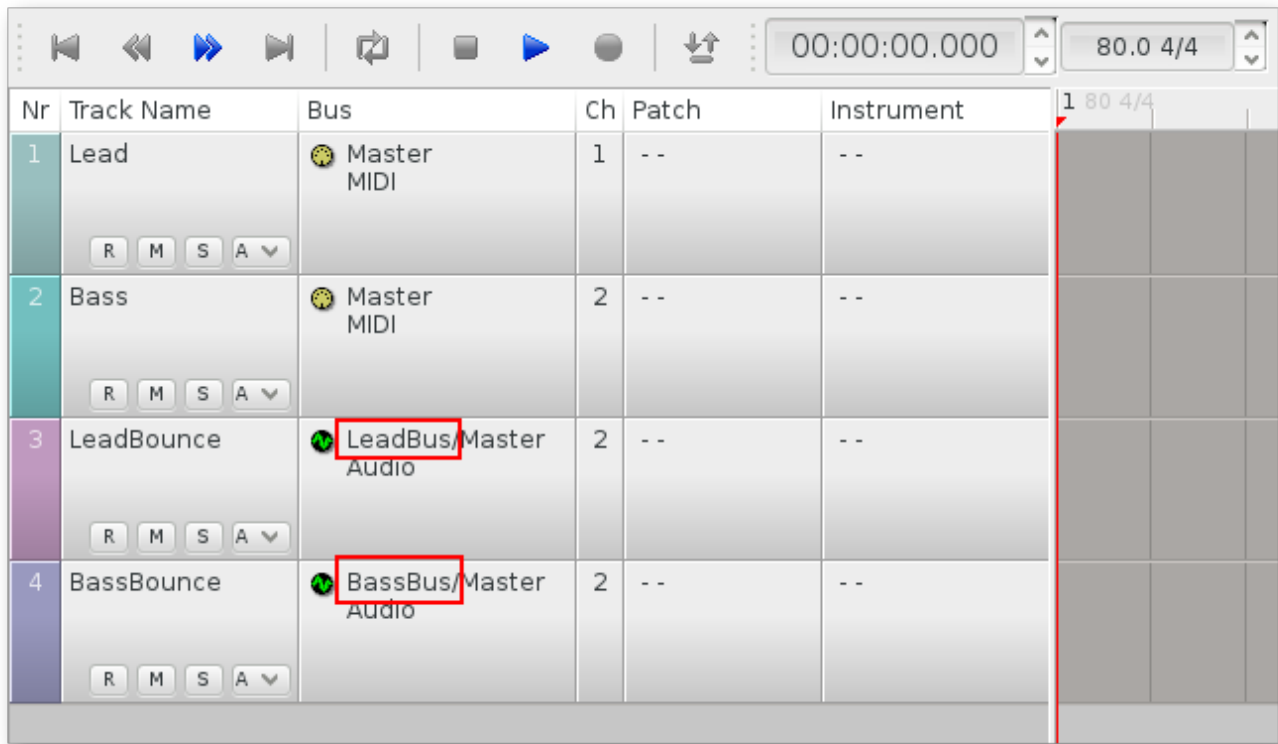 00:00:00.000 80.0 4/4
Nr Track Name Bus Ch Patch Instrument 1 80 4/4
1 Lead Master 1 - - - -
MIDI
R M S A
2 Bass Master 2 - - - -
MIDI
R M S A
3 LeadBounce LeadBus/Master 2 - - - -
Audio
R M S A
4 BassBounce BassBus/Master 2 - - - -
Audio
R M S A